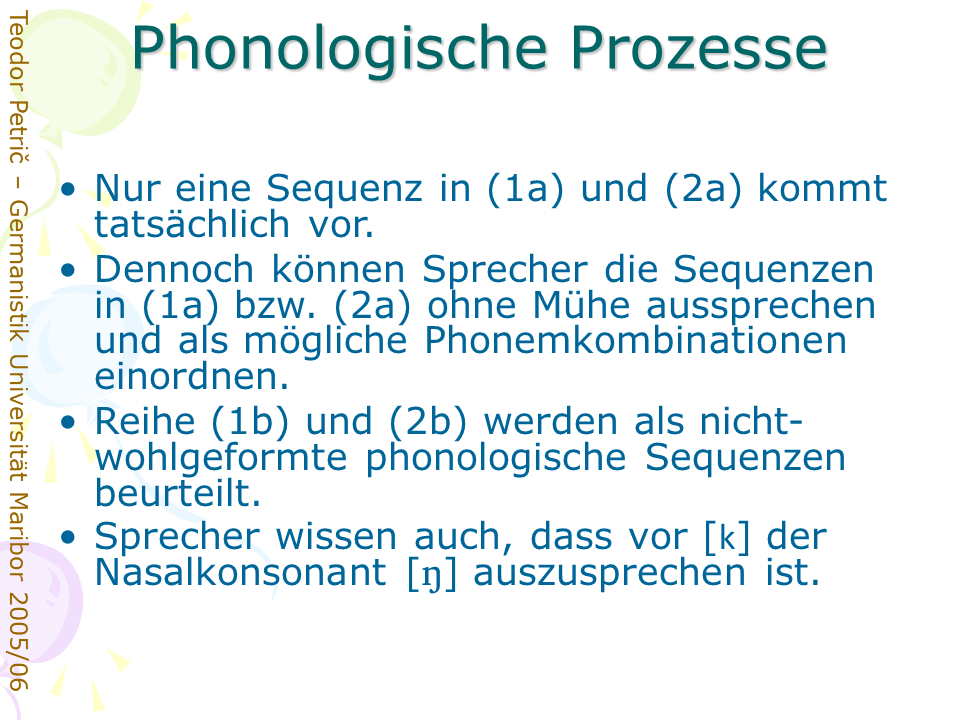 Phonologische Prozesse
• Nur eine Sequenz in (1a) und (2a) kommt
tatsächlich vor.
• Dennoch können Sprecher die Sequenzen
in (1a) bzw. (2a) ohne Mühe aussprechen
und als mögliche Phonemkombinationen
einordnen.
• Reihe (1b) und (2b) werden als nicht-
wohlgeformte phonologische Sequenzen
beurteilt.
• Sprecher wissen auch, dass vor [k] der
Nasalkonsonant [ŋ] auszusprechen ist.
Teodor Petrič – Germanistik Universität Maribor 2005/06